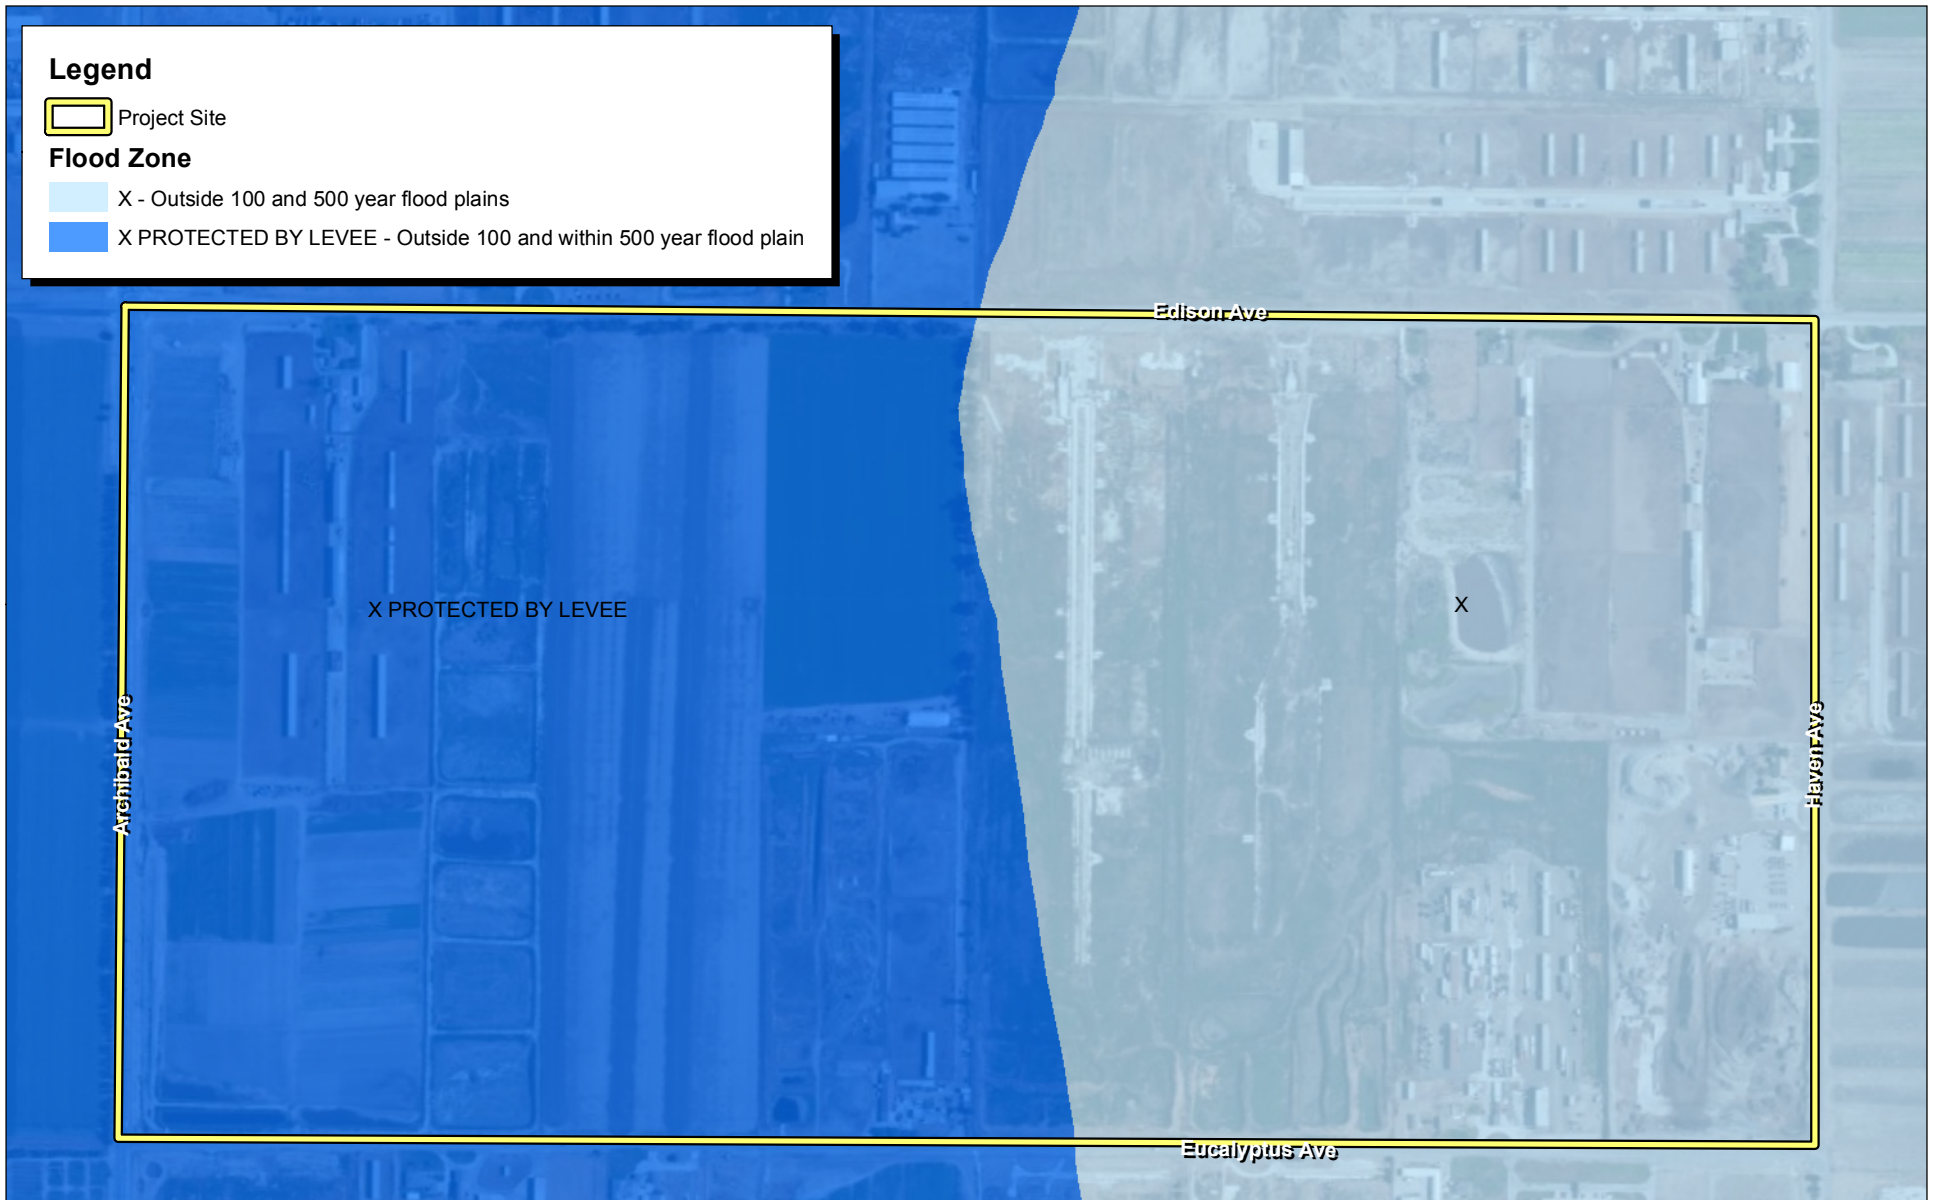 Legend
Project Site
Flood Zone
X - Outside 100 and 500 year flood plains
X PROTECTED BY LEVEE - Outside 100 and within 500 year flood plain
Edison Ave
X PROTECTED BY LEVEE
X
Archibald Ave
Haven Ave
Eucalyptus Ave